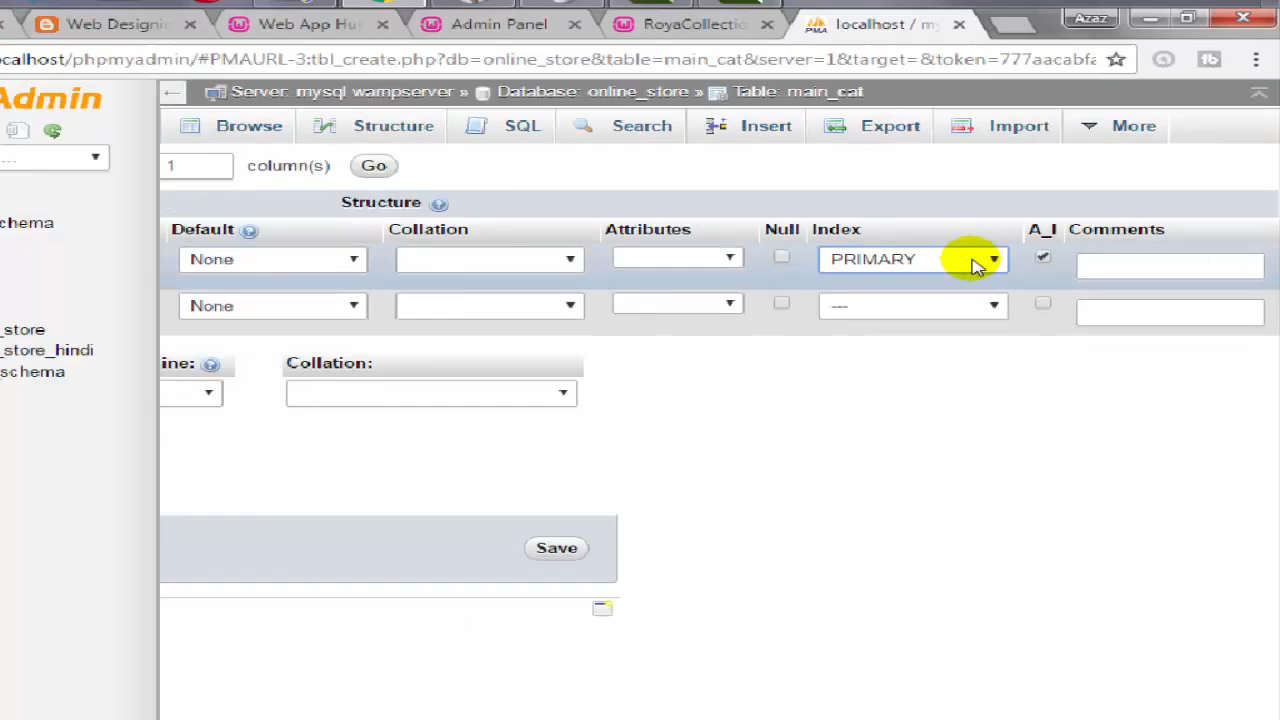 Web Designi
Web App Hu
Admin Panel
RoyaCollectio
localhost / my
Azaz
ocalhost/phpmyadmin/#PMAURL-3:tbl_create.php?db=online_store&table=main_cat&server=1&target=&token=777aacabfa
Admin
Server: mysql wampserver » Database: online_store » Table: main_cat
Browse Structure SQL Search Insert Export Import More
1 column(s) Go
Structure
Default Collation Attributes Null Index A_I Comments
None PRIMARY
None ---
chema
_store
_store_hindi
_schema
ine: Collation:
Save